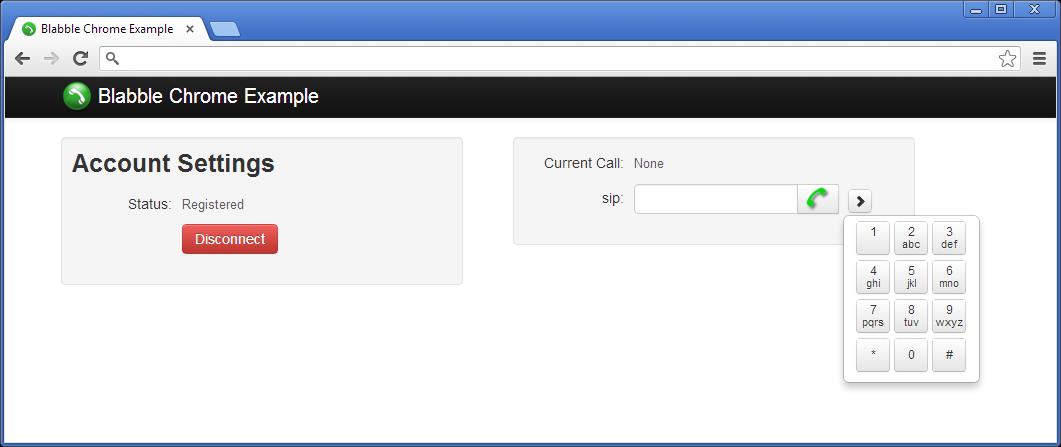 Blabble Chrome Example
Blabble Chrome Example
Account Settings
Status: Registered
Disconnect
Current Call: None
sip:
1 2 3
abc def
4 5 6
ghi jkl mno
7 8 9
pqrs tuv wxyz
* 0 #